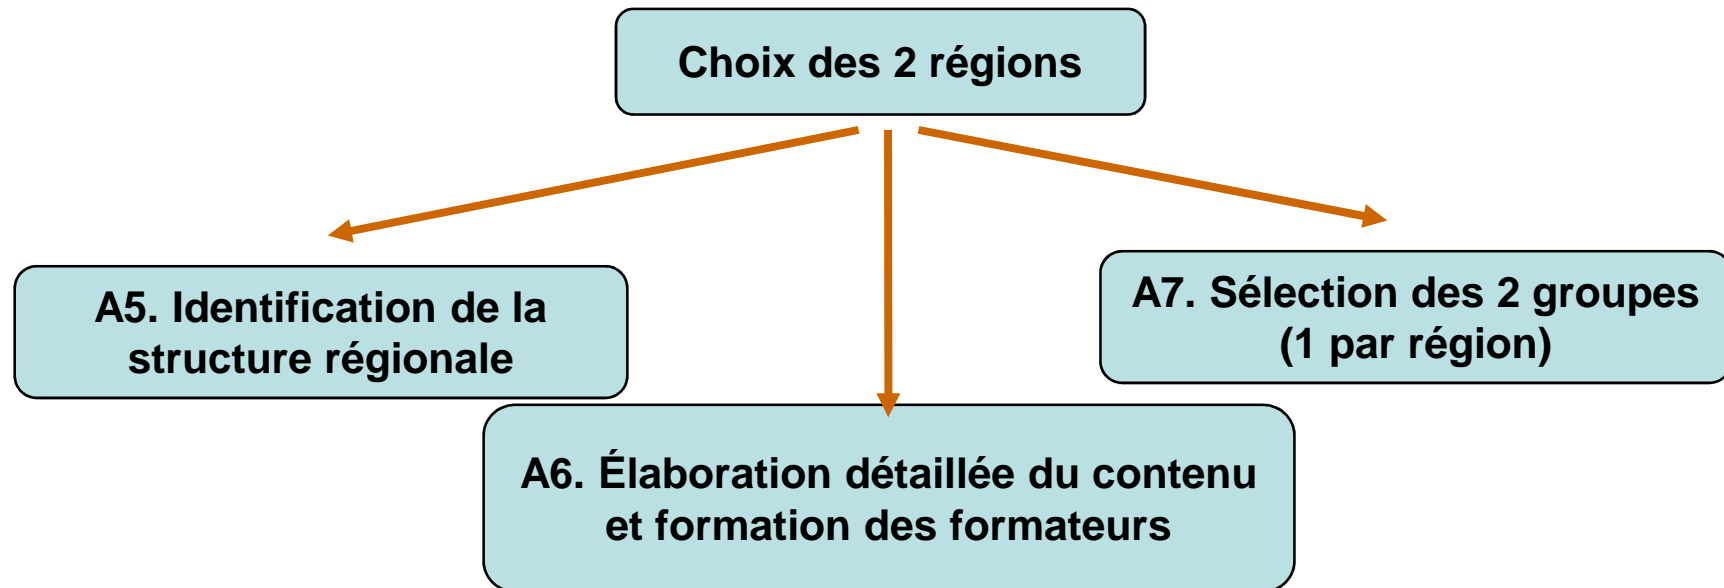 Choix des 2 régions
A5. Identification de la
structure régionale
A6. Élaboration détaillée du contenu
et formation des formateurs
A7. Sélection des 2 groupes
(1 par région)